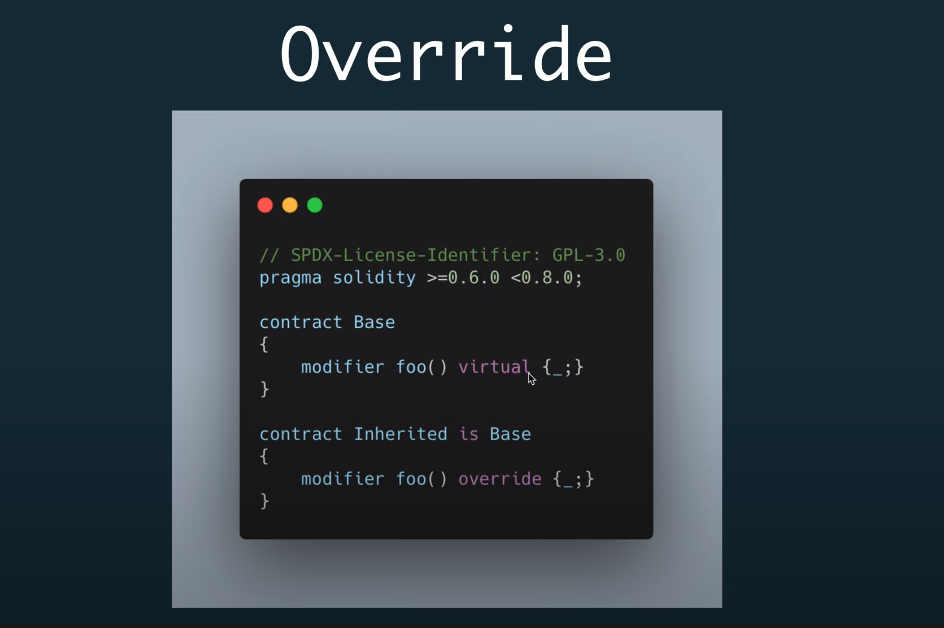 Override
// SPDX-License-Identifier: GPL-3.0
pragma solidity >=0.6.0 <0.8.0;
contract Base
{
modifier foo() virtual {_;}
}
contract Inherited is Base
{
modifier foo() override {_;}
}